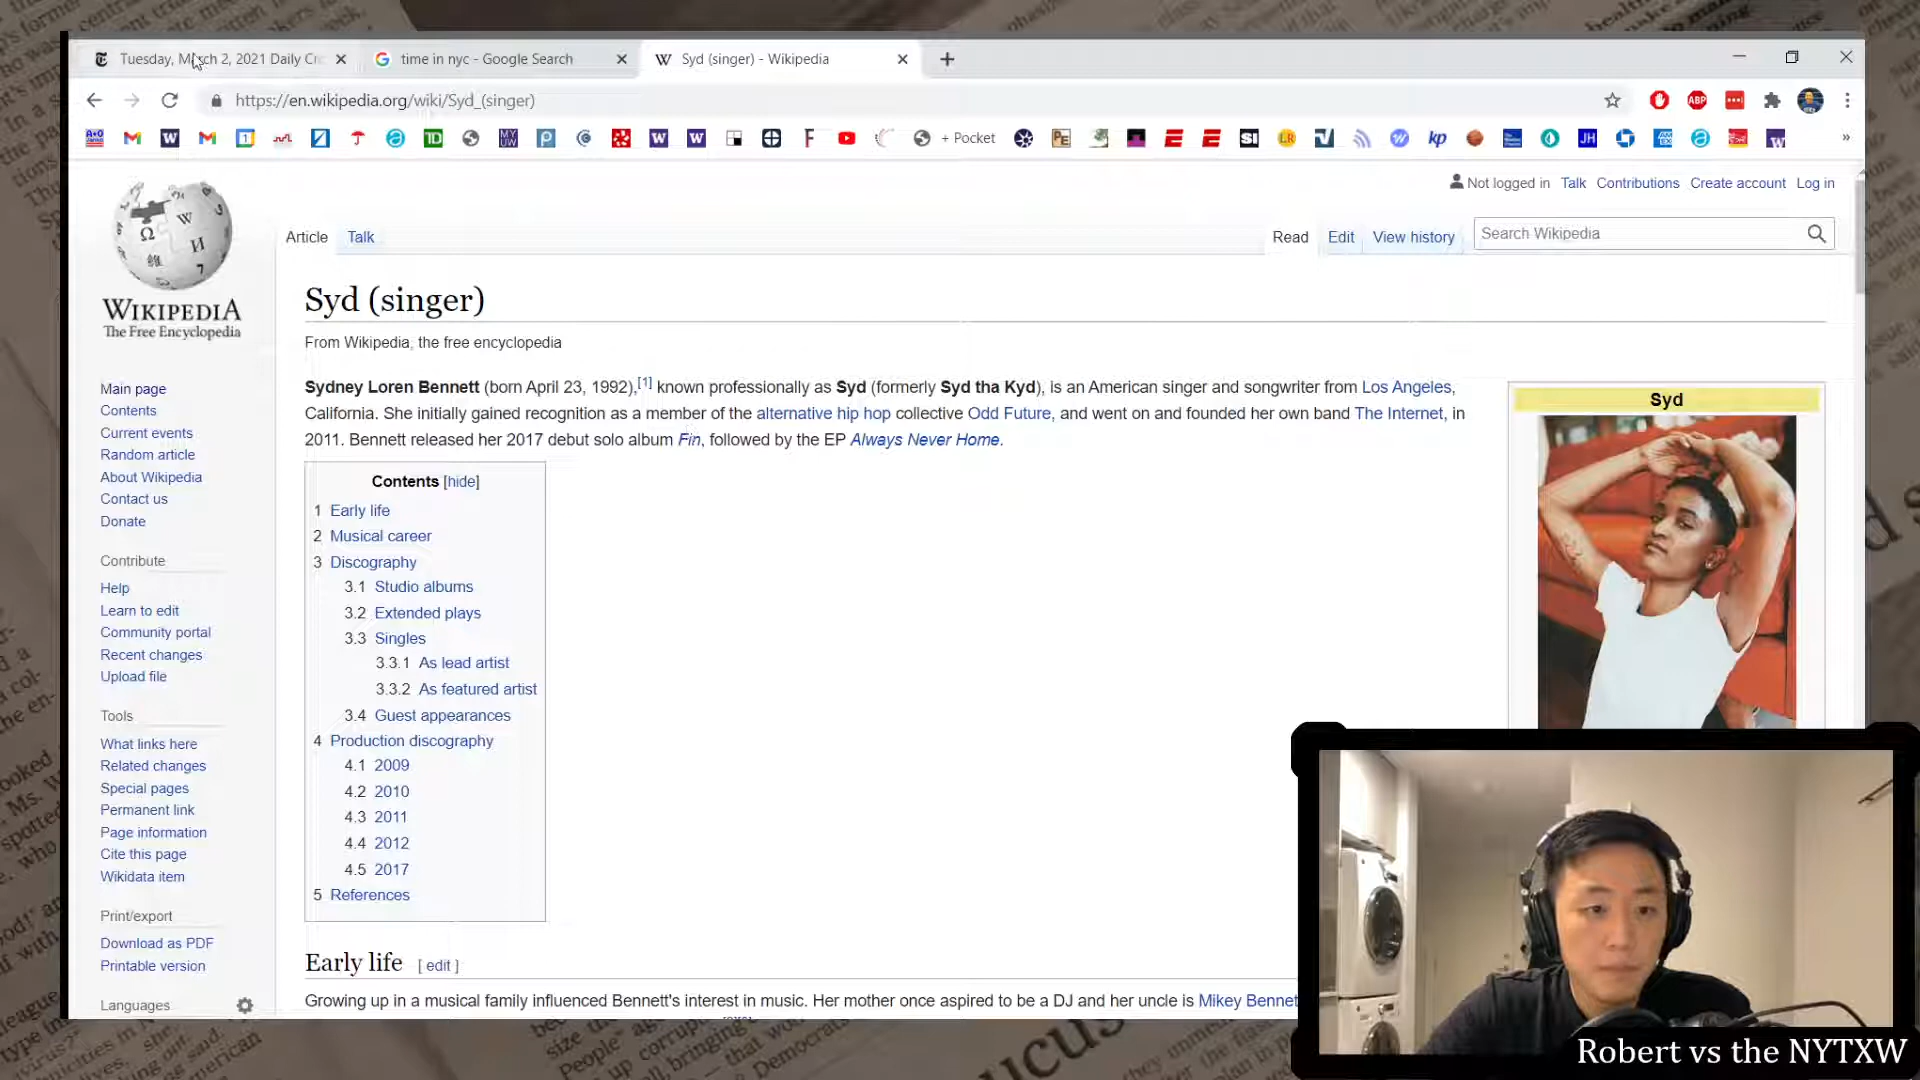 Tuesday, March 2, 2021 Daily Cr
time in nyc - Google Search
Syd (singer) - Wikipedia
https://en.wikipedia.org/wiki/Syd_(singer)
+ Pocket
Not logged in Talk Contributions Create account Log in
Article Talk
Read Edit View history
Search Wikipedia
WIKIPEDIA
The Free Encyclopedia
Main page
Contents
Current events
Random article
About Wikipedia
Contact us
Donate
Contribute
Help
Learn to edit
Community portal
Recent changes
Upload file
Tools
What links here
Related changes
Special pages
Permanent link
Page information
Cite this page
Wikidata item
Print/export
Download as PDF
Printable version
Languages
Syd (singer)
From Wikipedia, the free encyclopedia
Sydney Loren Bennett (born April 23, 1992),[1] known professionally as Syd (formerly Syd tha Kyd), is an American singer and songwriter from Los Angeles,
California. She initially gained recognition as a member of the alternative hip hop collective Odd Future, and went on and founded her own band The Internet, in
2011. Bennett released her 2017 debut solo album Fin, followed by the EP Always Never Home.
Syd
Contents [hide]
1 Early life
2 Musical career
3 Discography
3.1 Studio albums
3.2 Extended plays
3.3 Singles
3.3.1 As lead artist
3.3.2 As featured artist
3.4 Guest appearances
4 Production discography
4.1 2009
4.2 2010
4.3 2011
4.4 2012
4.5 2017
5 References
Early life [ edit ]
Growing up in a musical family influenced Bennett's interest in music. Her mother once aspired to be a DJ and her uncle is Mikey Bennet
Robert vs the NYTXW